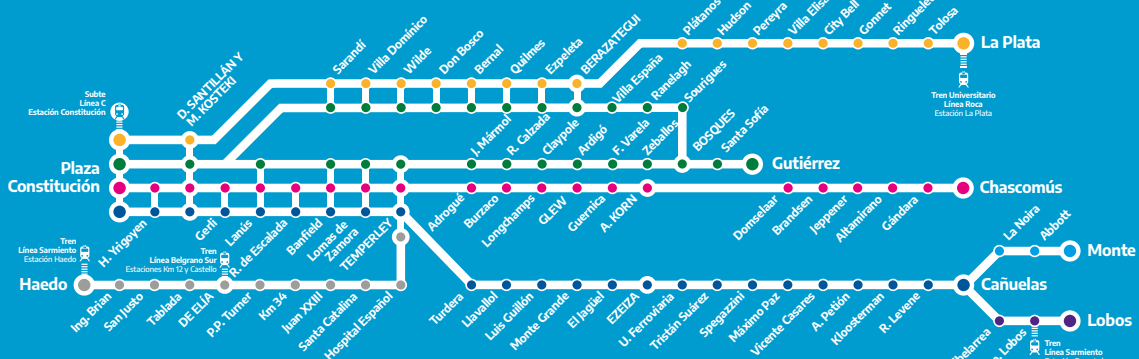 Sarandí
Villa Domínico
Wilde
Don Bosco
Bernal
Quilmes
Ezpeleta
BERAZATEGUI
Plátanos
Hudson
Pereyra
Villa Elisa
City Bell
Gonnet
Ringuelet
Tolosa
La Plata
Tren Universitario
Línea Roca
Estación La Plata
Subte
Línea C
Estación Constitución
D. SANTILLÁN Y
M. KOSTEKI
Villa España
Ranelagh
Sourigues
Plaza
Constitución
J. Mármol
R. Calzada
Claypole
Ardigó
F. Varela
Zeballos
BOSQUES
Santa Sofía
Gutiérrez
H. Yrigoyen
Gerli
Lanús
R. de Escalada
Banfield
Lomas de
Zamora
TEMPERLEY
Adrogué
Burzaco
Longchamps
GLEW
Guernica
A. KORN
Domselaar
Brandsen
Jeppener
Altamirano
Gándara
Chascomús
Tren
Línea Sarmiento
Estación Haedo
Tren
Línea Belgrano Sur
Estaciones Km 12 y Castello
Haedo
Ing. Brian
San Justo
Tablada
DE ELÍA
P.P. Turner
Km 34
Juan XXIII
Santa Catalina
Hospital Español
Turdera
Llavallol
Luis Guillón
Monte Grande
El Jagüel
EZEIZA
U. Ferroviaria
Tristán Suárez
Spegazzini
Máximo Paz
Vicente Casares
A. Petión
Kloosterman
R. Levene
Cañuelas
La Noira
Abbott
Monte
Lobos
Lobos
Tren
Línea Sarmiento